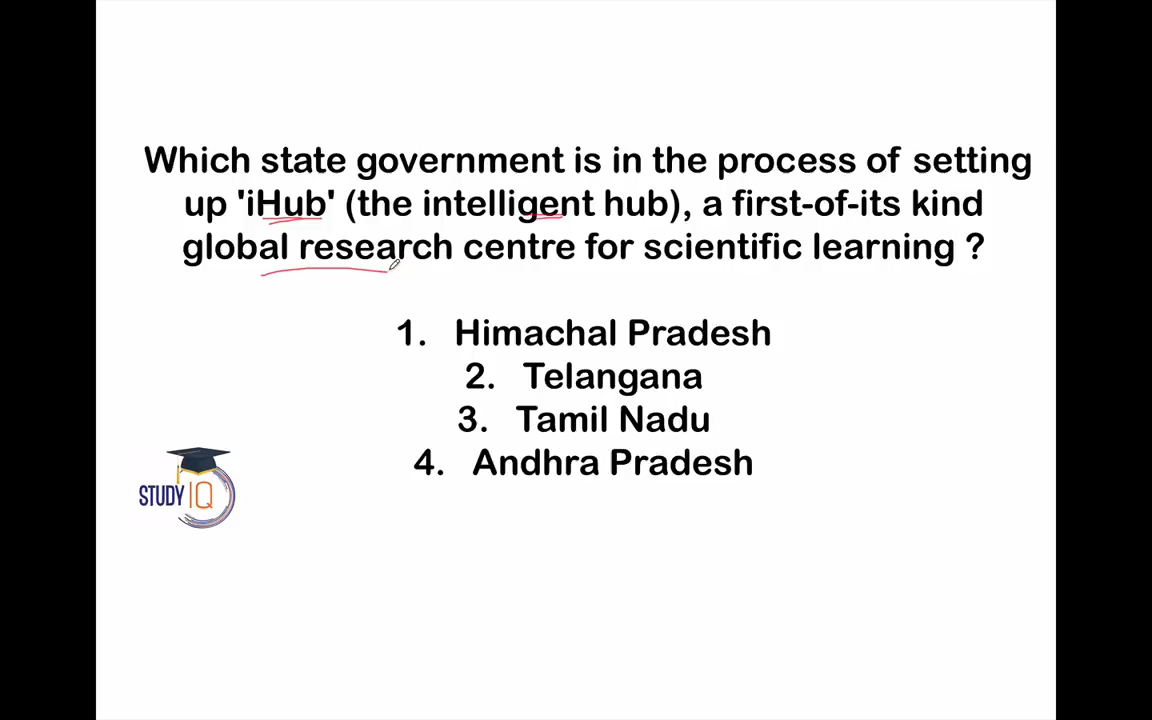 Which state government is in the process of setting
up 'iHub' (the intelligent hub), a first-of-its kind
global research centre for scientific learning ?
1. Himachal Pradesh
2. Telangana
3. Tamil Nadu
4. Andhra Pradesh
STUDY IQ